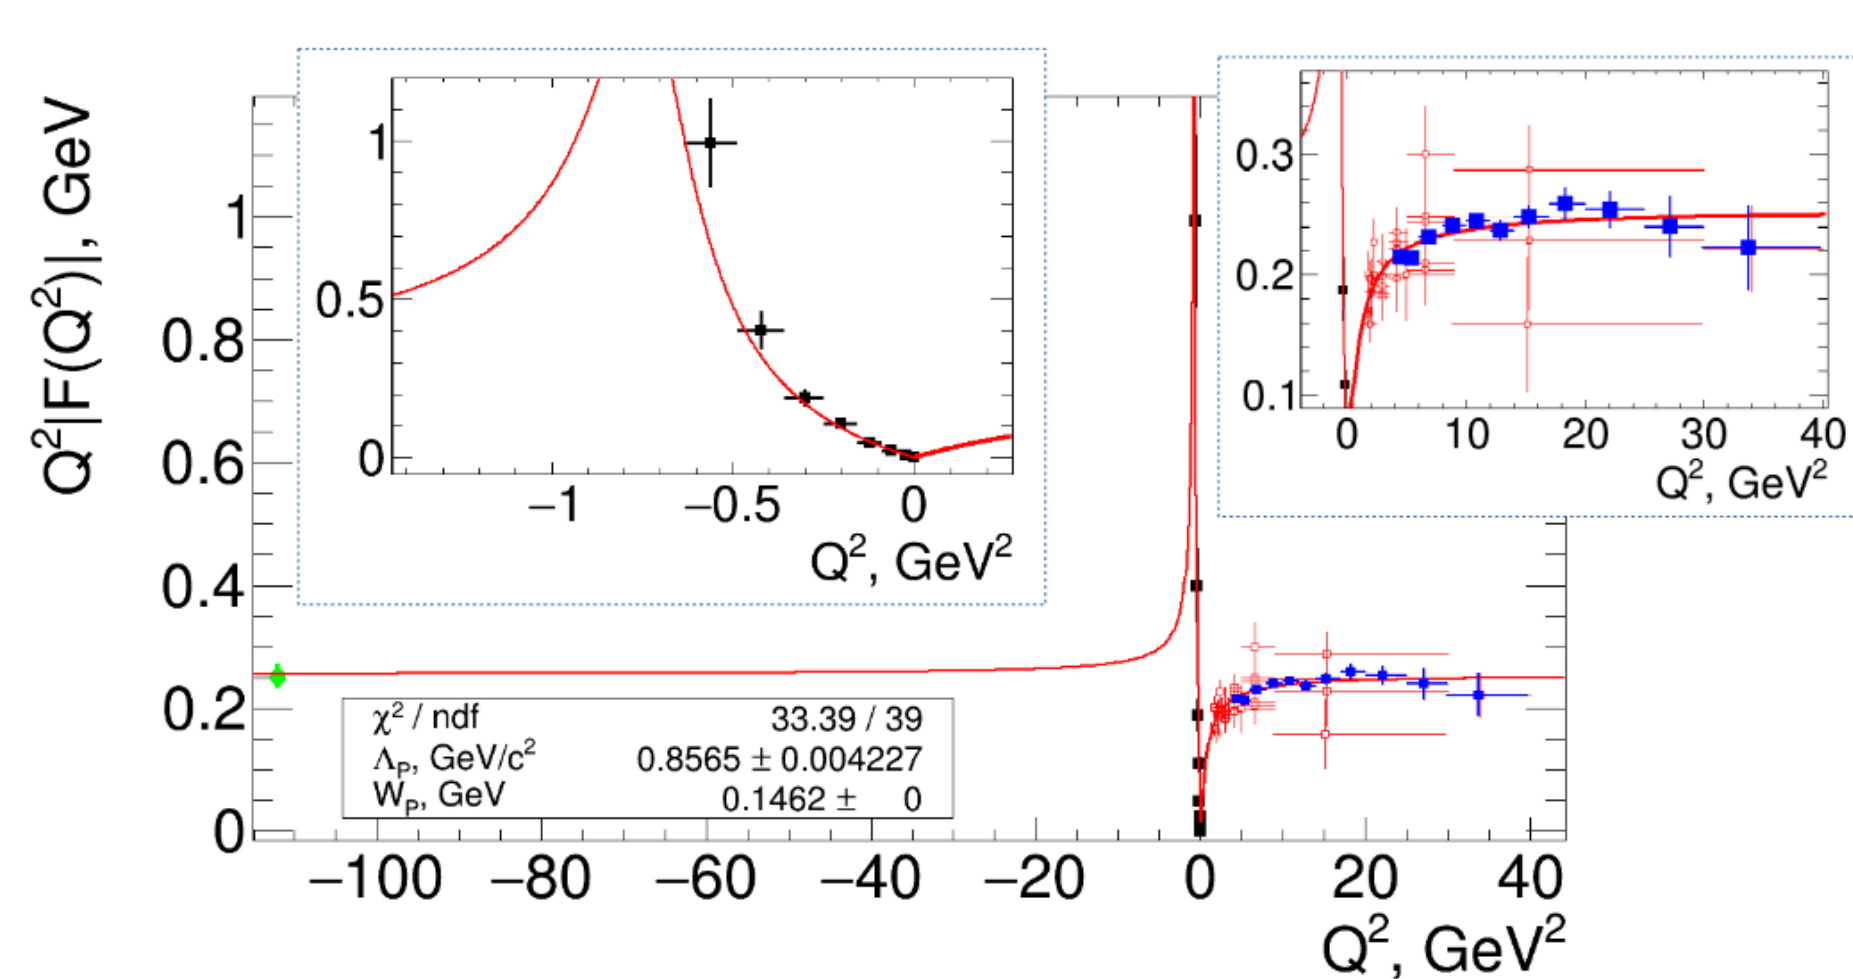 Q²|F(Q²)|, GeV
1
0.8
0.6
0.4
0.2
0
−100 −80 −60 −40 −20 0 20 40
Q², GeV²
1
0.5
0
−1 −0.5 0
Q², GeV²
0.3
0.2
0.1
0 10 20 30 40
Q², GeV²
χ² / ndf 33.39 / 39
Λ_P, GeV/c² 0.8565 ± 0.004227
W_P, GeV 0.1462 ± 0